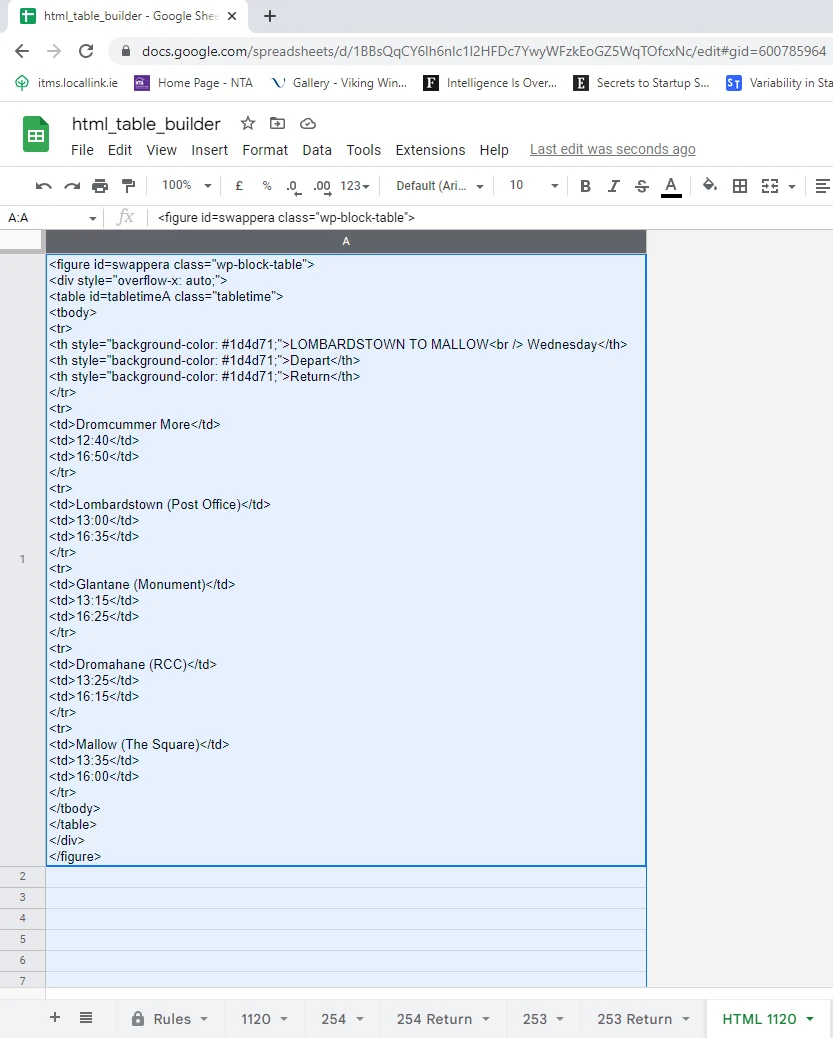 html_table_builder - Google Shee
docs.google.com/spreadsheets/d/1BBsQqCY6lh6nIc1I2HFDc7YwyWFzkEoGZ5WqTOfcxNc/edit#gid=600785964
itms.locallink.ie
NTA Home Page - NTA
Gallery - Viking Win...
F Intelligence Is Over...
E Secrets to Startup S...
ST Variability in Sta
html_table_builder
File Edit View Insert Format Data Tools Extensions Help Last edit was seconds ago
100% £ % .0 .00 123 Default (Ari... 10 B I S A
A:A fx <figure id=swappera class="wp-block-table">
A
1
<figure id=swappera class="wp-block-table">
<div style="overflow-x: auto;">
<table id=tabletimeA class="tabletime">
<tbody>
<tr>
<th style="background-color: #1d4d71;">LOMBARDSTOWN TO MALLOW<br /> Wednesday</th>
<th style="background-color: #1d4d71;">Depart</th>
<th style="background-color: #1d4d71;">Return</th>
</tr>
<tr>
<td>Dromcummer More</td>
<td>12:40</td>
<td>16:50</td>
</tr>
<tr>
<td>Lombardstown (Post Office)</td>
<td>13:00</td>
<td>16:35</td>
</tr>
<tr>
<td>Glantane (Monument)</td>
<td>13:15</td>
<td>16:25</td>
</tr>
<tr>
<td>Dromahane (RCC)</td>
<td>13:25</td>
<td>16:15</td>
</tr>
<tr>
<td>Mallow (The Square)</td>
<td>13:35</td>
<td>16:00</td>
</tr>
</tbody>
</table>
</div>
</figure>
2
3
4
5
6
7
Rules 1120 254 254 Return 253 253 Return HTML 1120